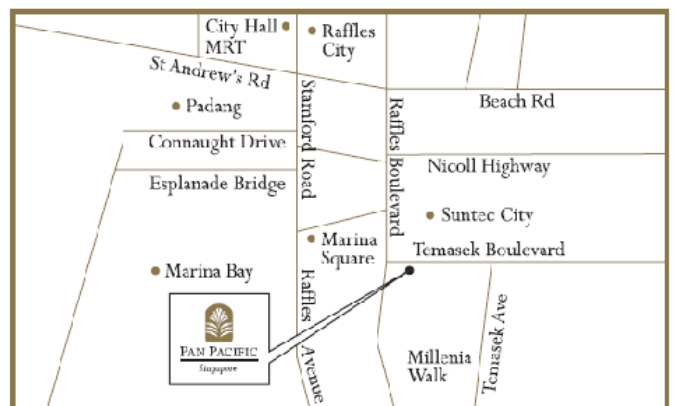 City Hall
MRT
Raffles
City
St Andrew's Rd
Padang
Stamford Road
Raffles Boulevard
Beach Rd
Connaught Drive
Nicoll Highway
Esplanade Bridge
Suntec City
Marina
Square
Temasek Boulevard
Marina Bay
Raffles Avenue
PAN PACIFIC
Singapore
Millenia
Walk
Temasek Ave